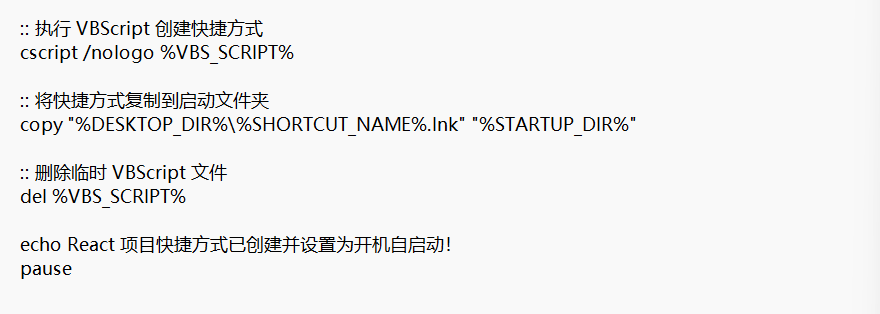 :: 执行 VBScript 创建快捷方式
cscript /nologo %VBS_SCRIPT%
:: 将快捷方式复制到启动文件夹
copy "%DESKTOP_DIR%\%SHORTCUT_NAME%.lnk" "%STARTUP_DIR%"
:: 删除临时 VBScript 文件
del %VBS_SCRIPT%
echo React 项目快捷方式已创建并设置为开机自启动！
pause